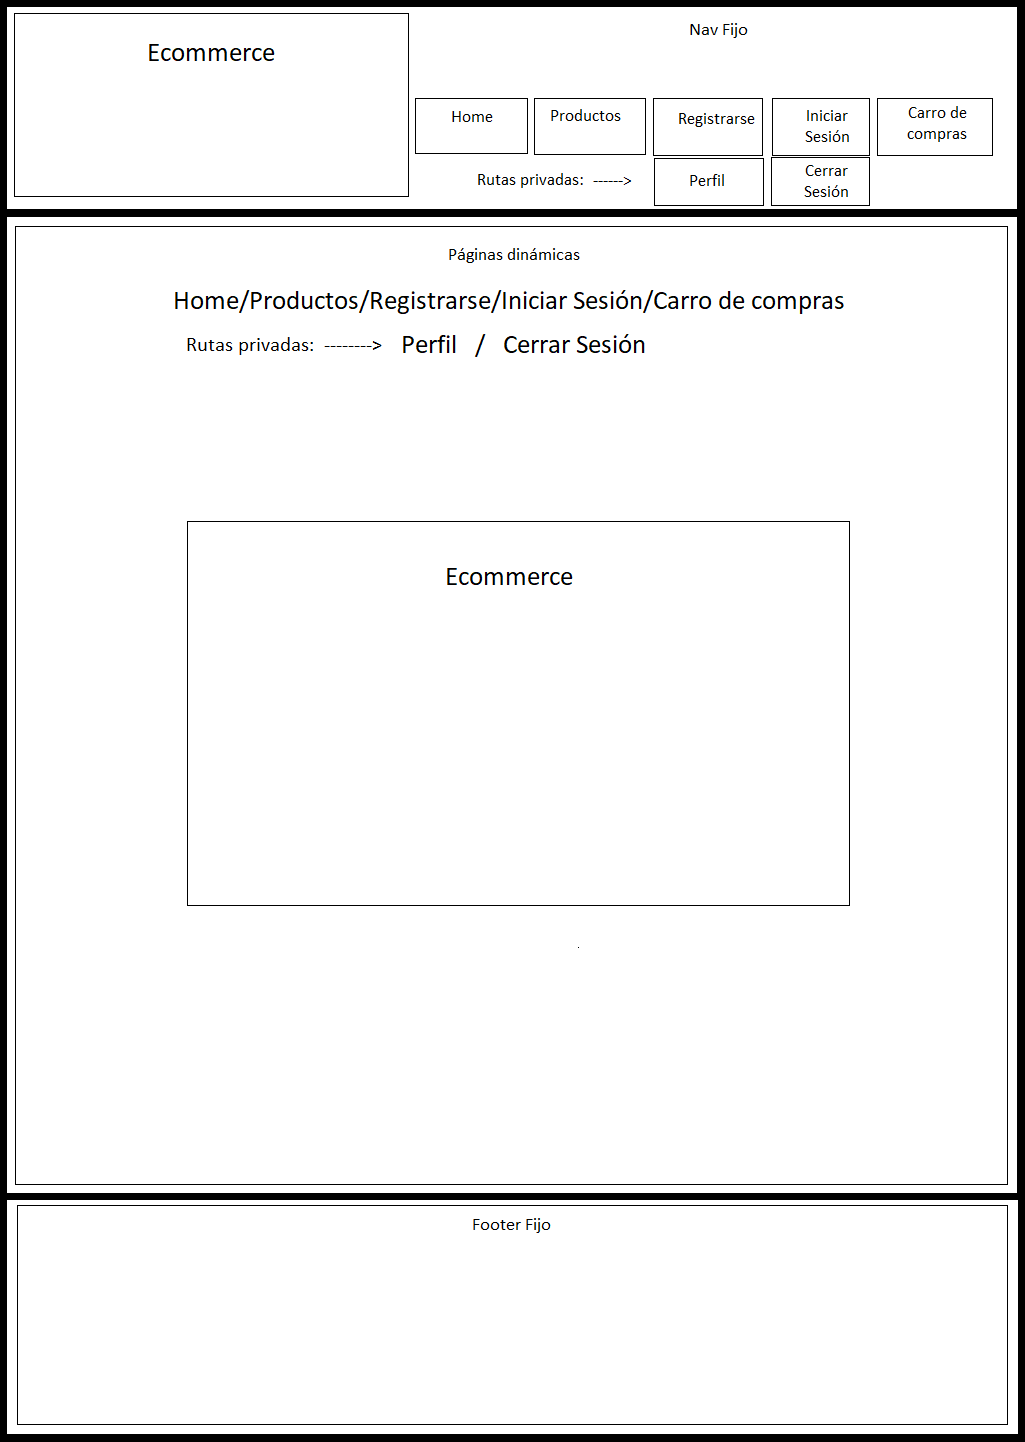 Ecommerce
Nav Fijo
Home
Productos
Registrarse
Iniciar
Sesión
Carro de
compras
Rutas privadas: ------>
Perfil
Cerrar
Sesión
Páginas dinámicas
Home/Productos/Registrarse/Iniciar Sesión/Carro de compras
Rutas privadas: --------> Perfil / Cerrar Sesión
Ecommerce
Footer Fijo